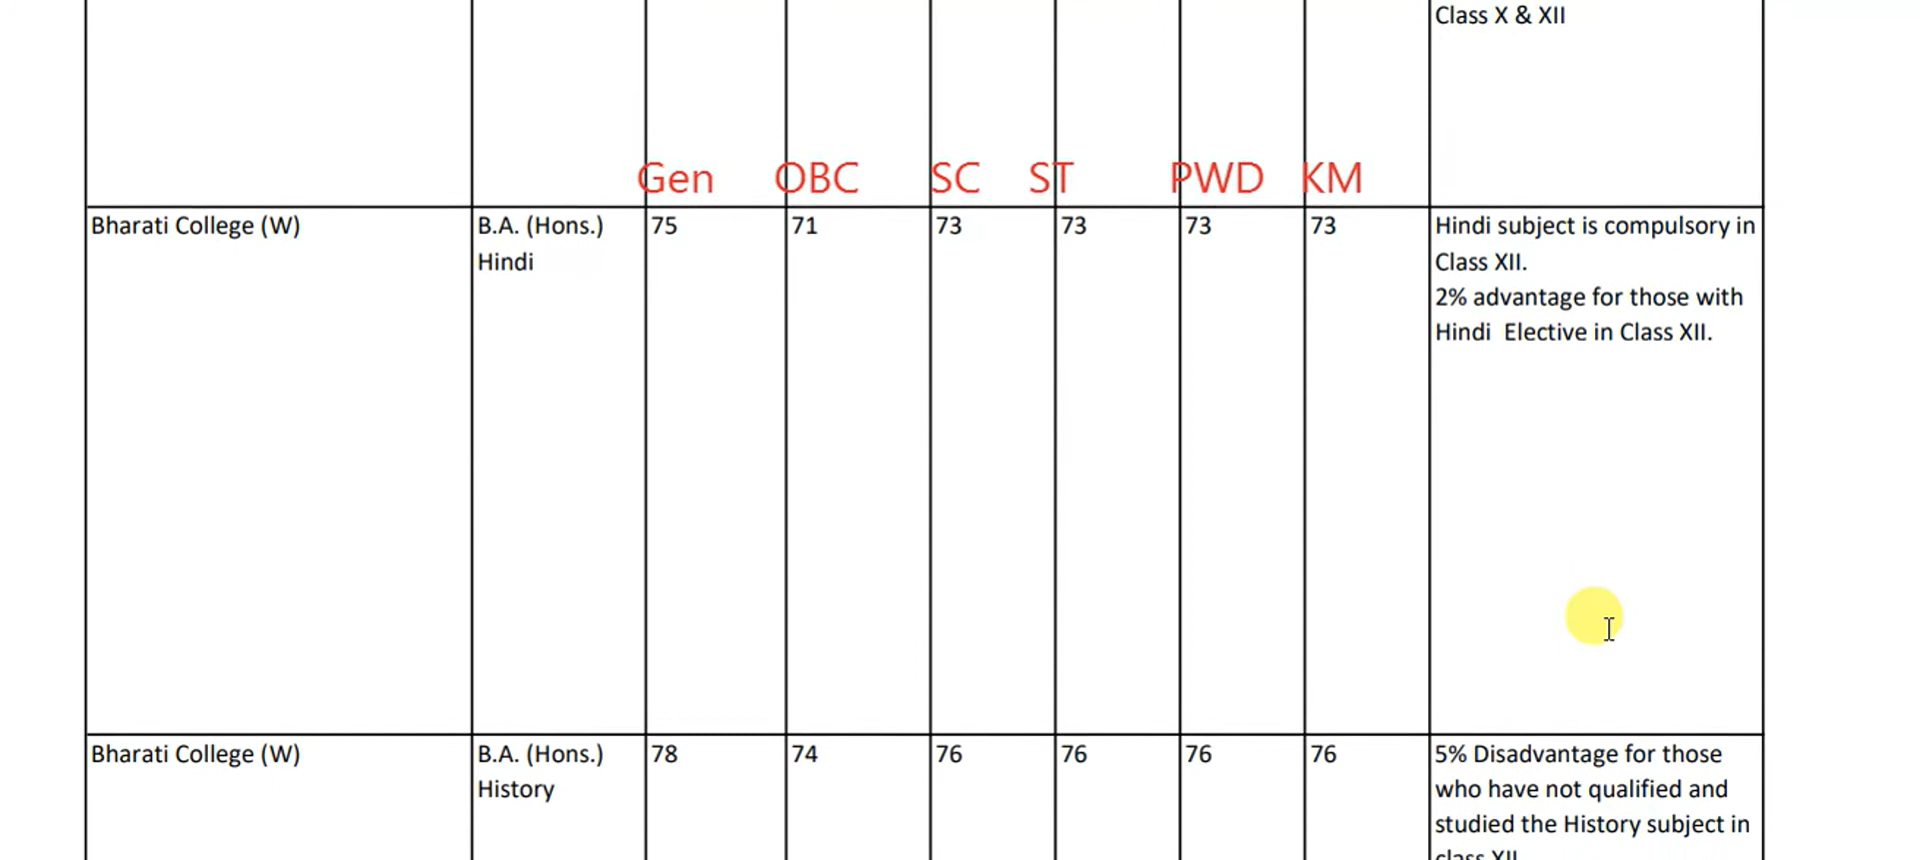 Class X & XII
Gen OBC SC ST PWD KM
Bharati College (W) B.A. (Hons.) 75 71 73 73 73 73 Hindi subject is compulsory in
Hindi Class XII.
2% advantage for those with
Hindi Elective in Class XII.
Bharati College (W) B.A. (Hons.) 78 74 76 76 76 76 5% Disadvantage for those
History who have not qualified and
studied the History subject in
class XII